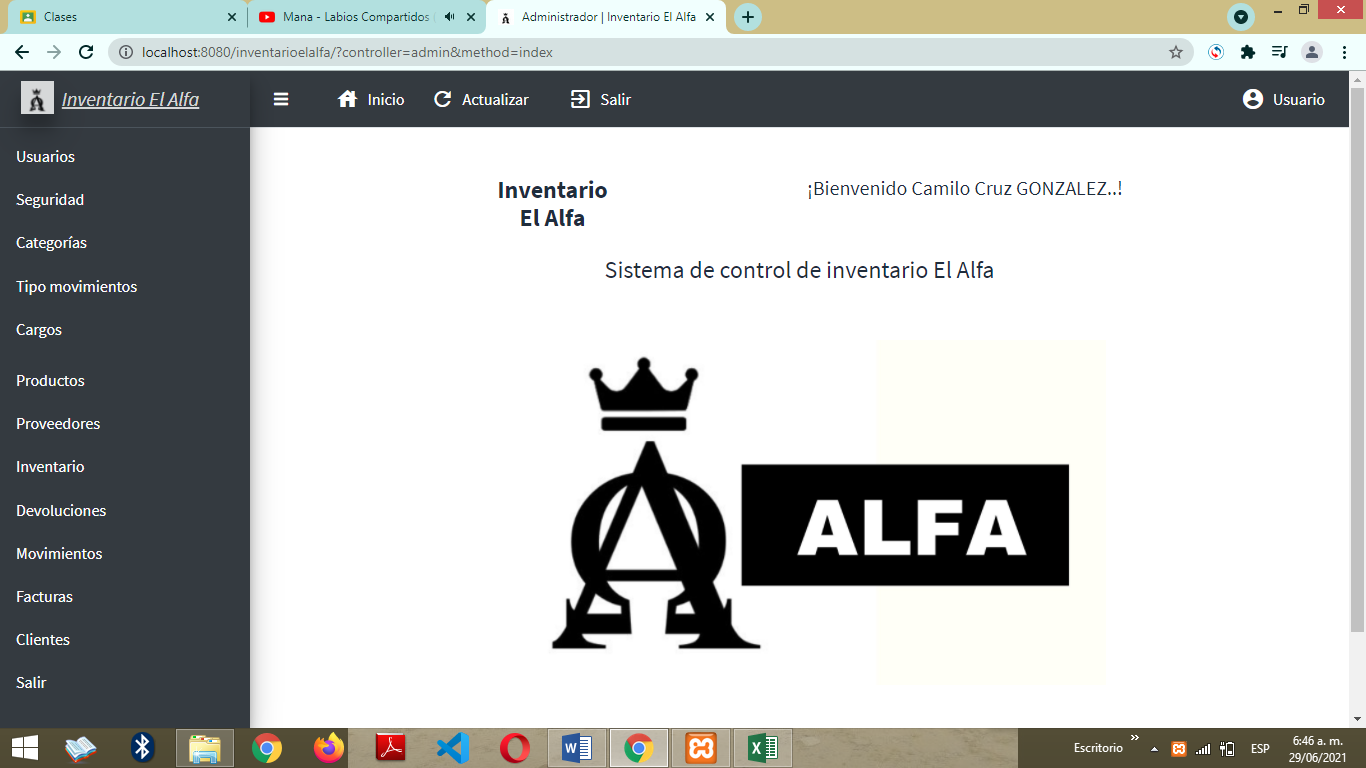 Clases
Mana - Labios Compartidos
Administrador | Inventario El Alfa
localhost:8080/inventarioelalfa/?controller=admin&method=index
Inventario El Alfa
Inicio
Actualizar
Salir
Usuario
Usuarios
Seguridad
Categorías
Tipo movimientos
Cargos
Productos
Proveedores
Inventario
Devoluciones
Movimientos
Facturas
Clientes
Salir
Inventario
El Alfa
¡Bienvenido Camilo Cruz GONZALEZ..!
Sistema de control de inventario El Alfa
ALFA
Escritorio
ESP
6:46 a. m.
29/06/2021